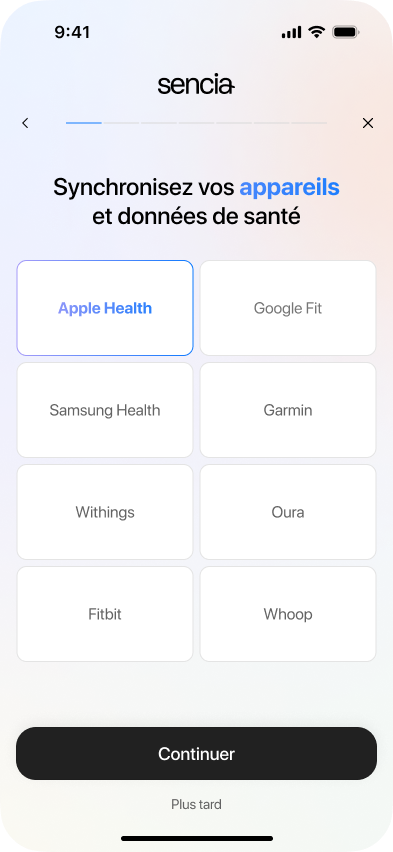 9:41
sencia
Synchronisez vos appareils
et données de santé
Apple Health
Google Fit
Samsung Health
Garmin
Withings
Oura
Fitbit
Whoop
Continuer
Plus tard